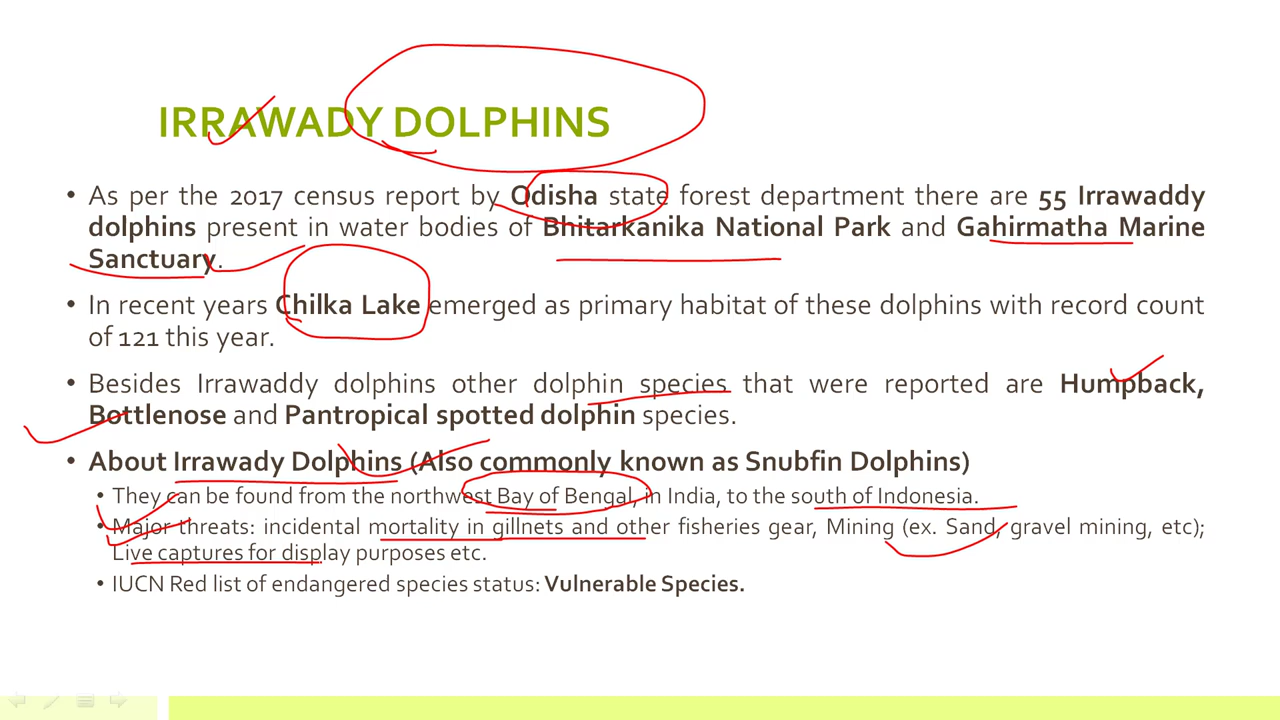 IRRAWADY DOLPHINS
• As per the 2017 census report by Odisha state forest department there are 55 Irrawaddy
dolphins present in water bodies of Bhitarkanika National Park and Gahirmatha Marine
Sanctuary.
• In recent years Chilka Lake emerged as primary habitat of these dolphins with record count
of 121 this year.
• Besides Irrawaddy dolphins other dolphin species that were reported are Humpback,
Bottlenose and Pantropical spotted dolphin species.
• About Irrawady Dolphins (Also commonly known as Snubfin Dolphins)
• They can be found from the northwest Bay of Bengal, in India, to the south of Indonesia.
• Major threats: incidental mortality in gillnets and other fisheries gear, Mining (ex. Sand, gravel mining, etc);
Live captures for display purposes etc.
• IUCN Red list of endangered species status: Vulnerable Species.